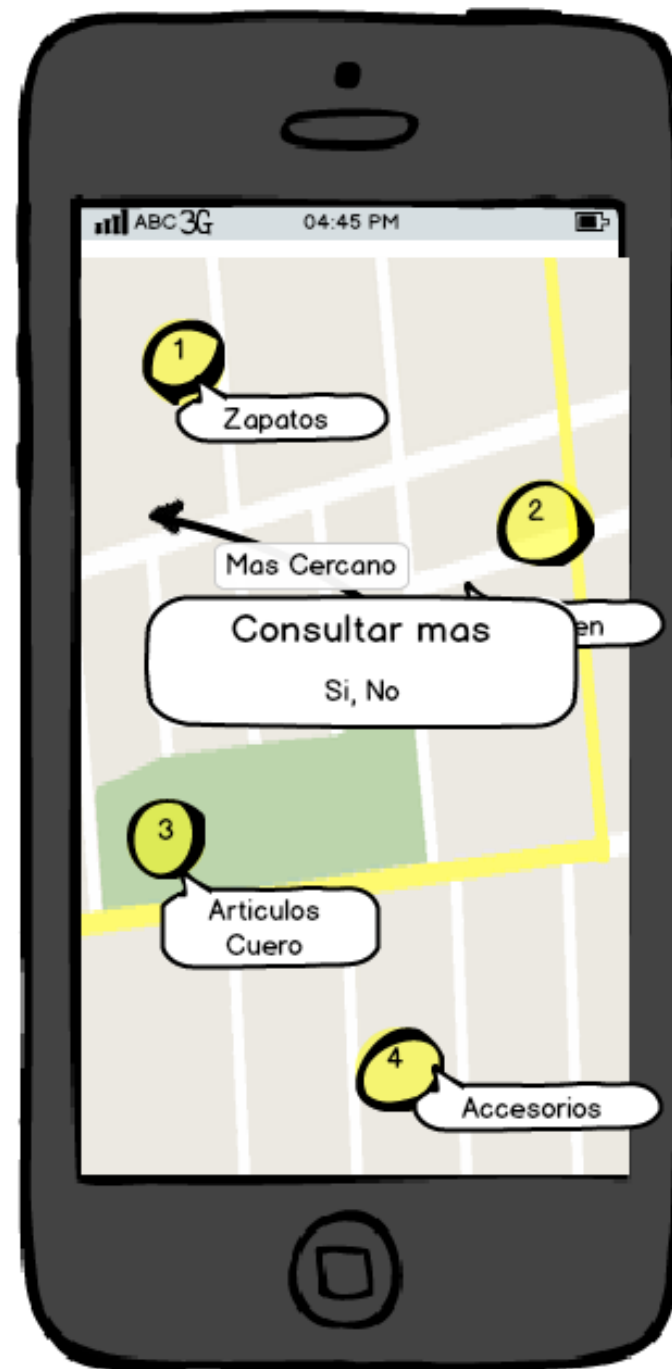 ABC 3G 04:45 PM
1
Zapatos
2
Mas Cercano
Consultar mas
Si, No
3
Articulos
Cuero
4
Accesorios